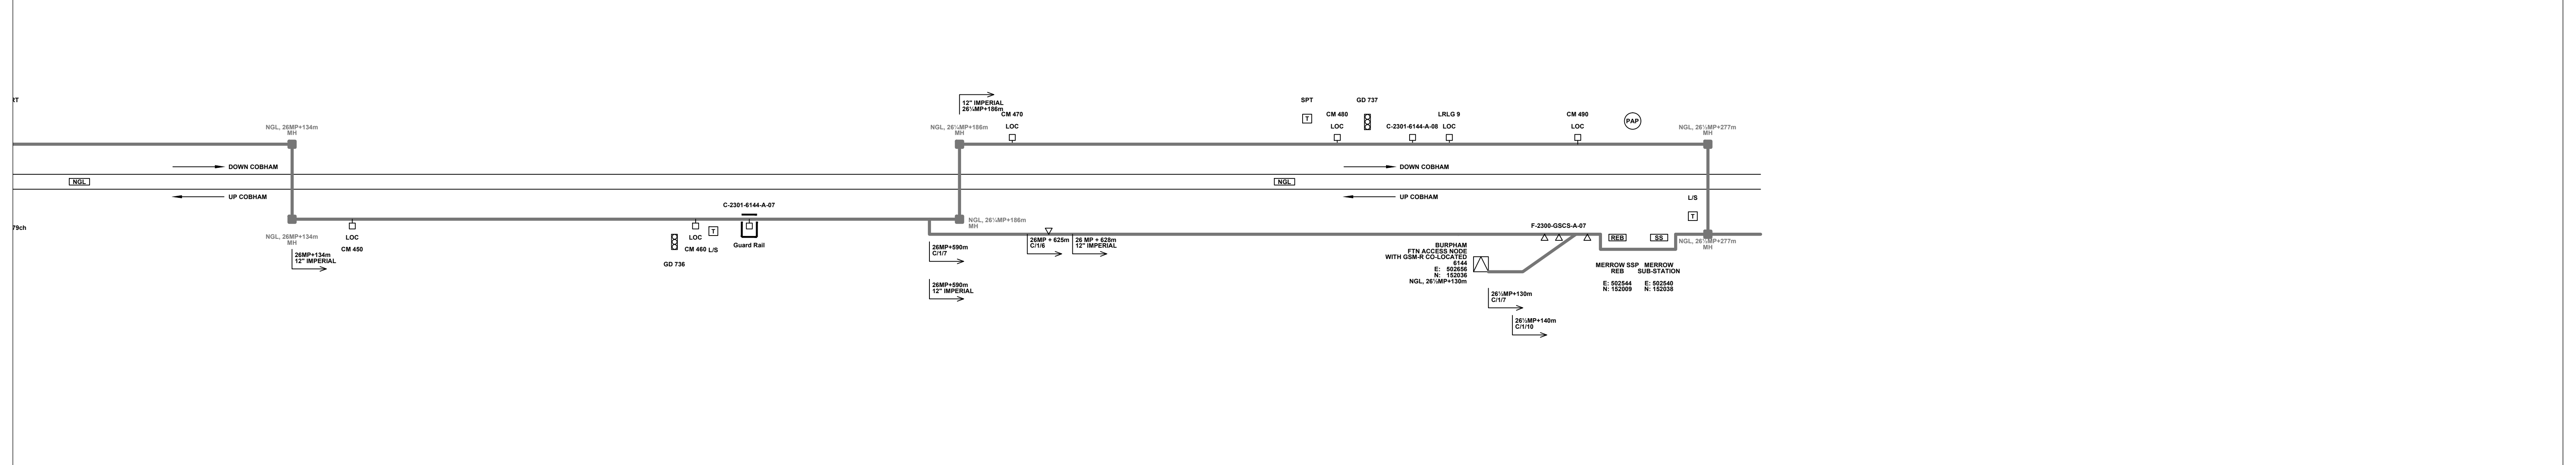 RT
79ch
NGL
NGL, 26MP+134m
MH
DOWN COBHAM
UP COBHAM
NGL, 26MP+134m
MH
26MP+134m
12" IMPERIAL
LOC
CM 450
GD 736
LOC
CM 460
T
L/S
C-2301-6144-A-07
Guard Rail
12" IMPERIAL
26¼MP+186m
NGL, 26¼MP+186m
MH
CM 470
LOC
NGL, 26¼MP+186m
MH
26MP+590m
C/1/7
26MP+590m
12" IMPERIAL
26MP + 625m
C/1/6
26 MP + 628m
12" IMPERIAL
NGL
SPT
T
CM 480
LOC
GD 737
C-2301-6144-A-08
LRLG 9
LOC
DOWN COBHAM
UP COBHAM
CM 490
LOC
PAP
NGL, 26½MP+277m
MH
L/S
T
F-2300-GSCS-A-07
BURPHAM
FTN ACCESS NODE
WITH GSM-R CO-LOCATED
6144
E: 502656
N: 152036
NGL, 26½MP+130m
26½MP+130m
C/1/7
26½MP+140m
C/1/10
REB
SS
MERROW SSP
REB
E: 502544
N: 152009
MERROW
SUB-STATION
E: 502540
N: 152038
NGL, 26½MP+277m
MH